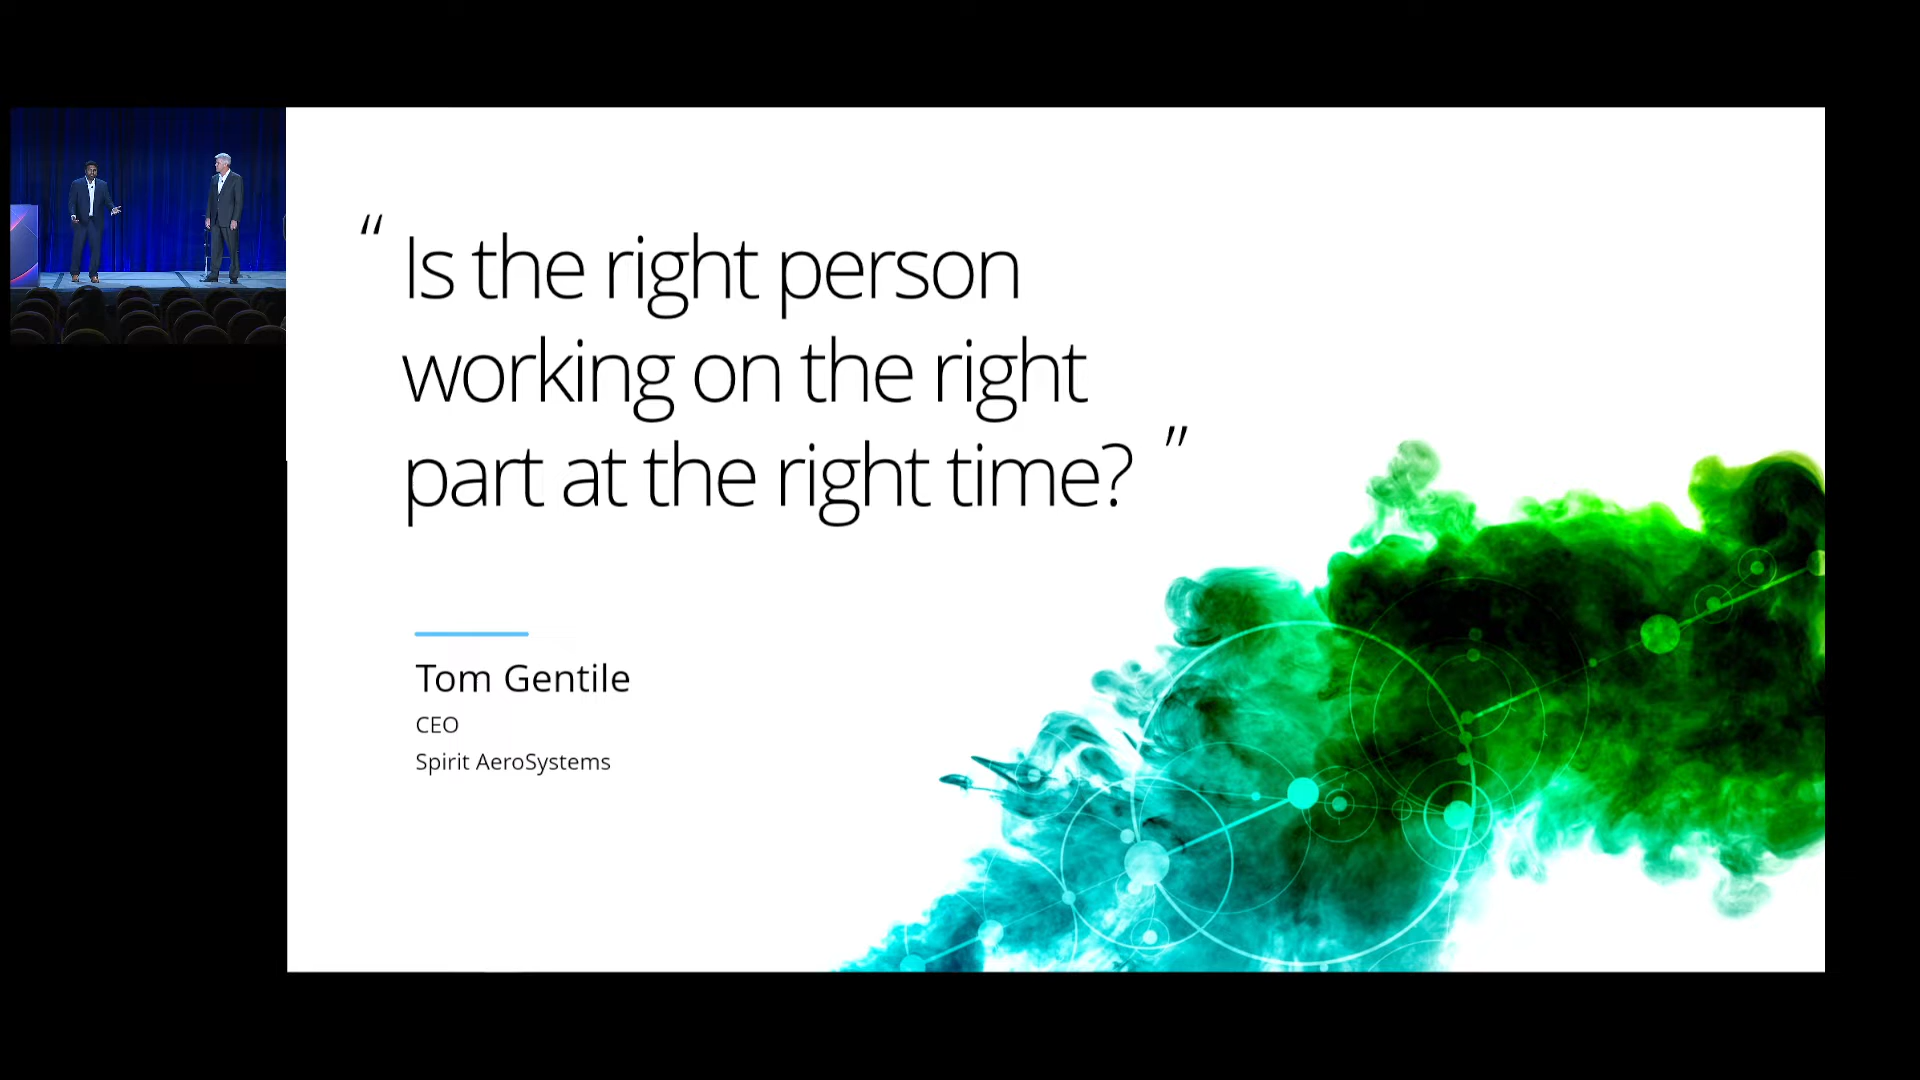 “ Is the right person
working on the right
part at the right time? ”
Tom Gentile
CEO
Spirit AeroSystems